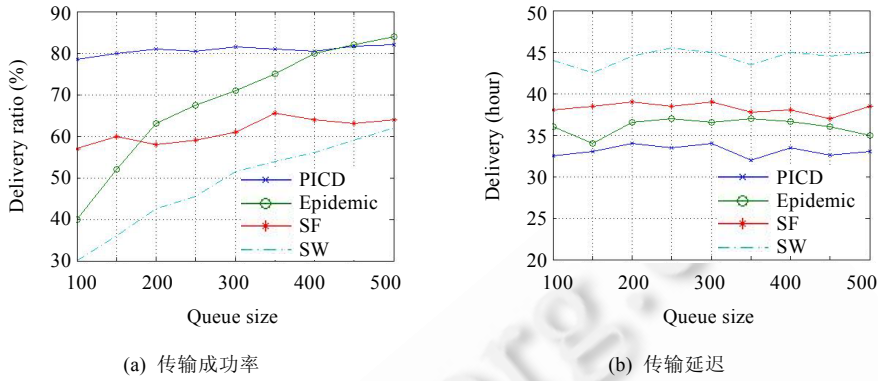 Delivery ratio (%)
90
80
70
60
50
40
30
100
200
300
400
500
PICD
Epidemic
SF
SW
Queue size
(a) 传输成功率
Delivery (hour)
50
45
40
35
30
25
20
100
200
300
400
500
PICD
Epidemic
SF
SW
Queue size
(b) 传输延迟
org.